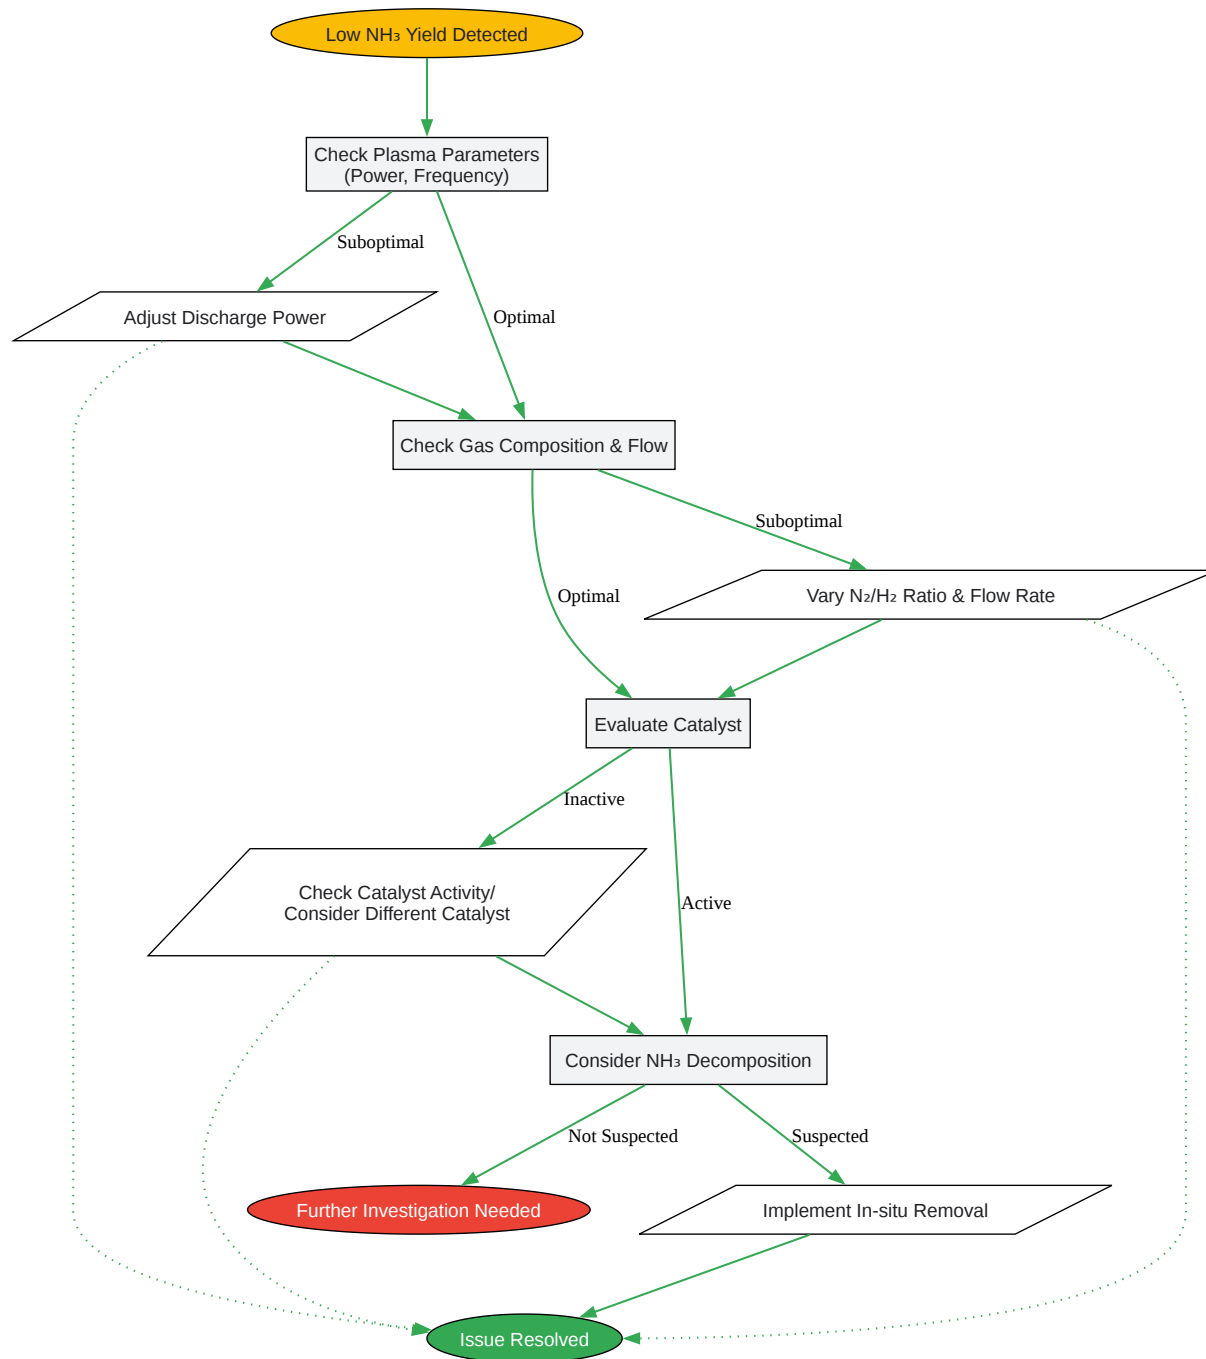 Low NH₃ Yield Detected
Check Plasma Parameters
(Power, Frequency)
Suboptimal
Adjust Discharge Power
Optimal
Check Gas Composition & Flow
Suboptimal
Optimal
Vary N₂/H₂ Ratio & Flow Rate
Evaluate Catalyst
Inactive
Check Catalyst Activity/
Consider Different Catalyst
Active
Consider NH₃ Decomposition
Not Suspected
Suspected
Further Investigation Needed
Implement In-situ Removal
Issue Resolved